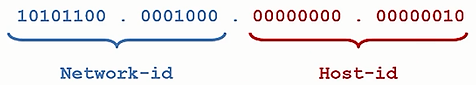 10101100 . 0001000 . 00000000 . 00000010
Network-id Host-id